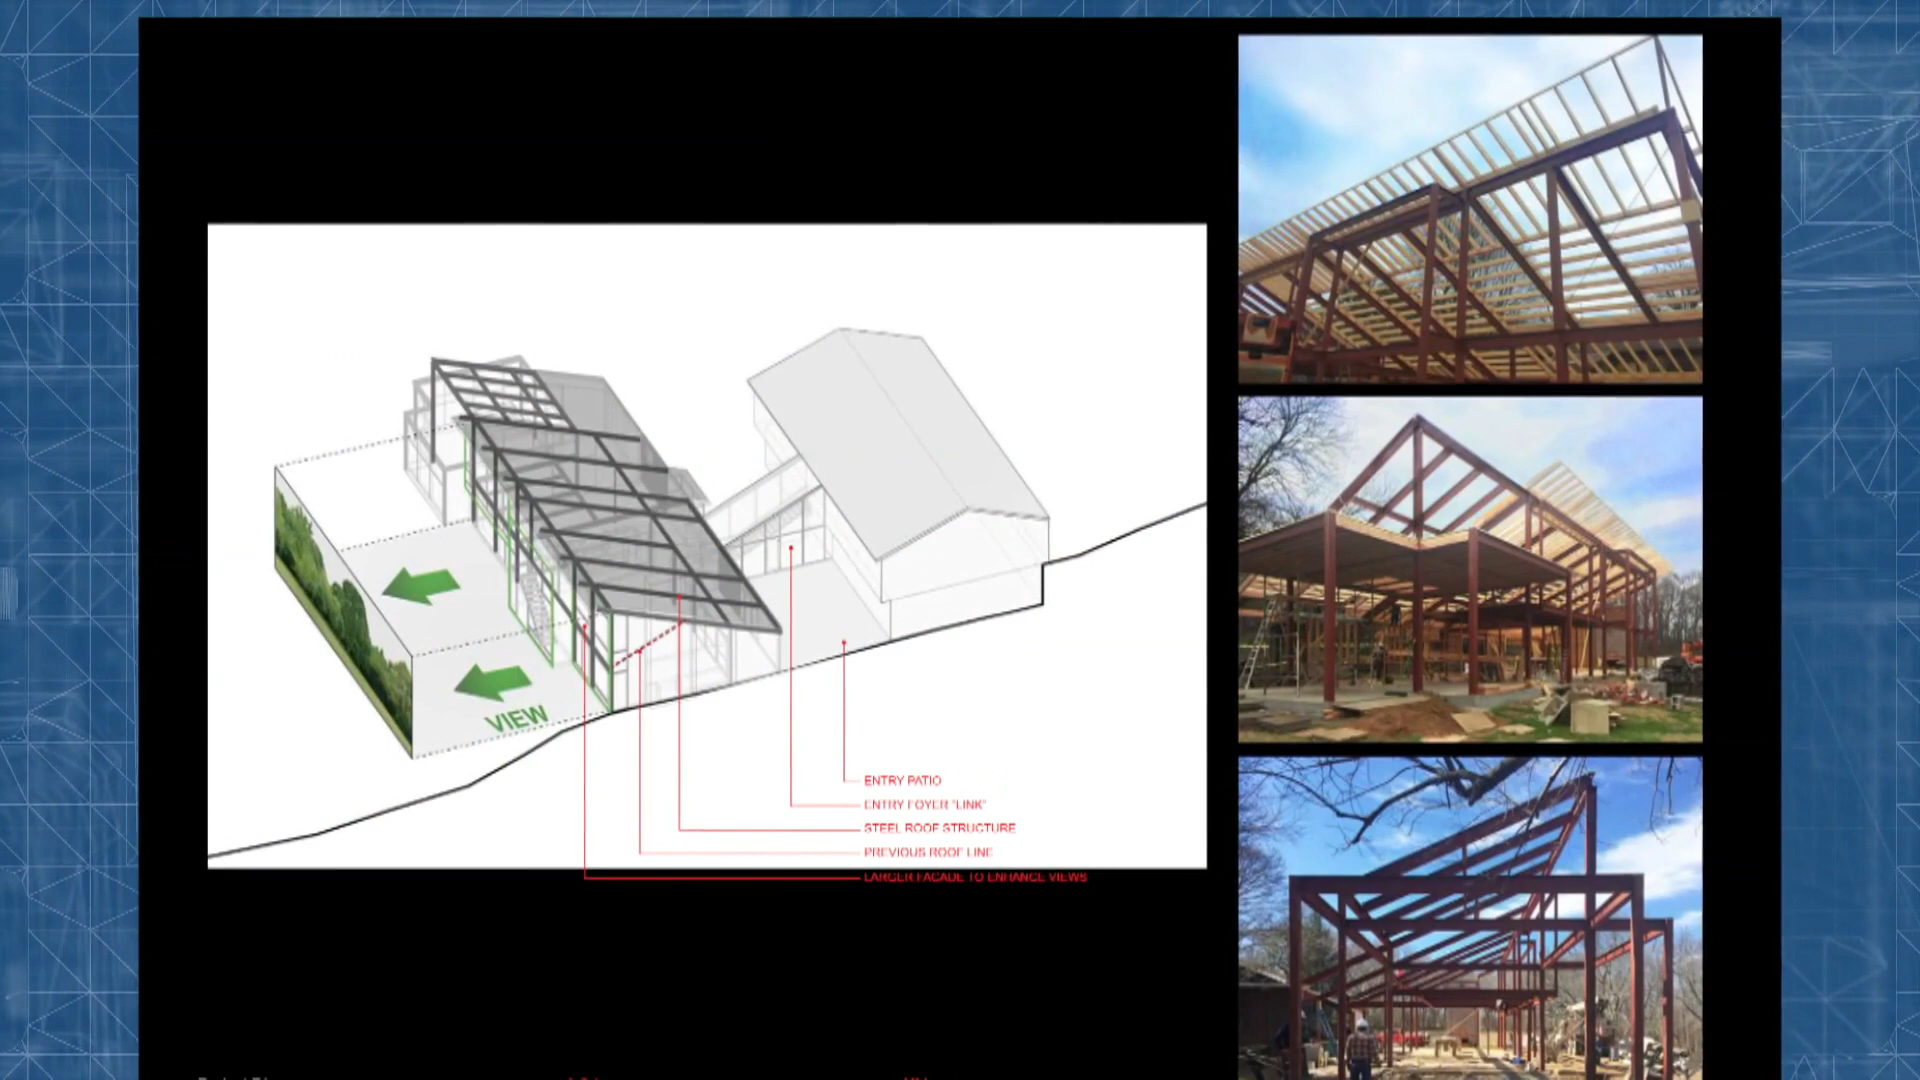 VIEW
ENTRY PATIO
ENTRY FOYER "LINK"
STEEL ROOF STRUCTURE
PREVIOUS ROOF LINE
LARGER FACADE TO ENHANCE VIEWS